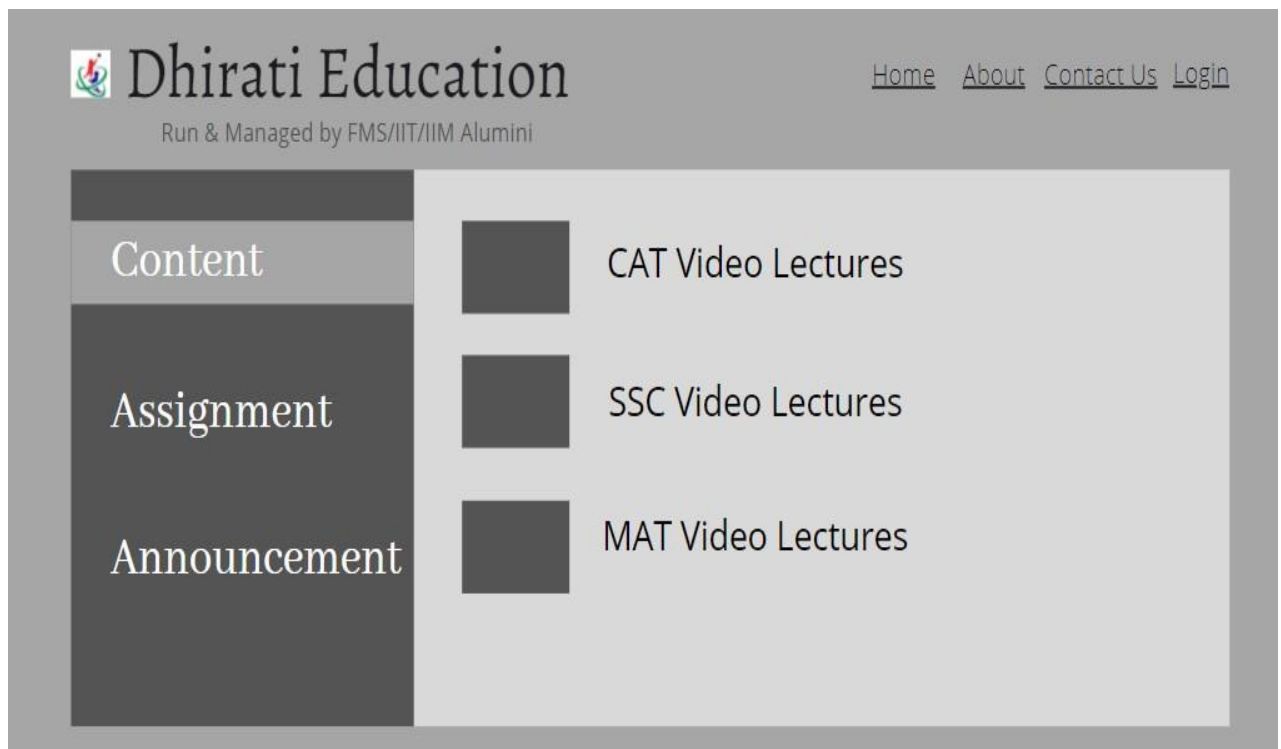 Dhirati Education
Home About Contact Us Login
Run & Managed by FMS/IIT/IIM Alumini
Content
CAT Video Lectures
Assignment
SSC Video Lectures
Announcement
MAT Video Lectures